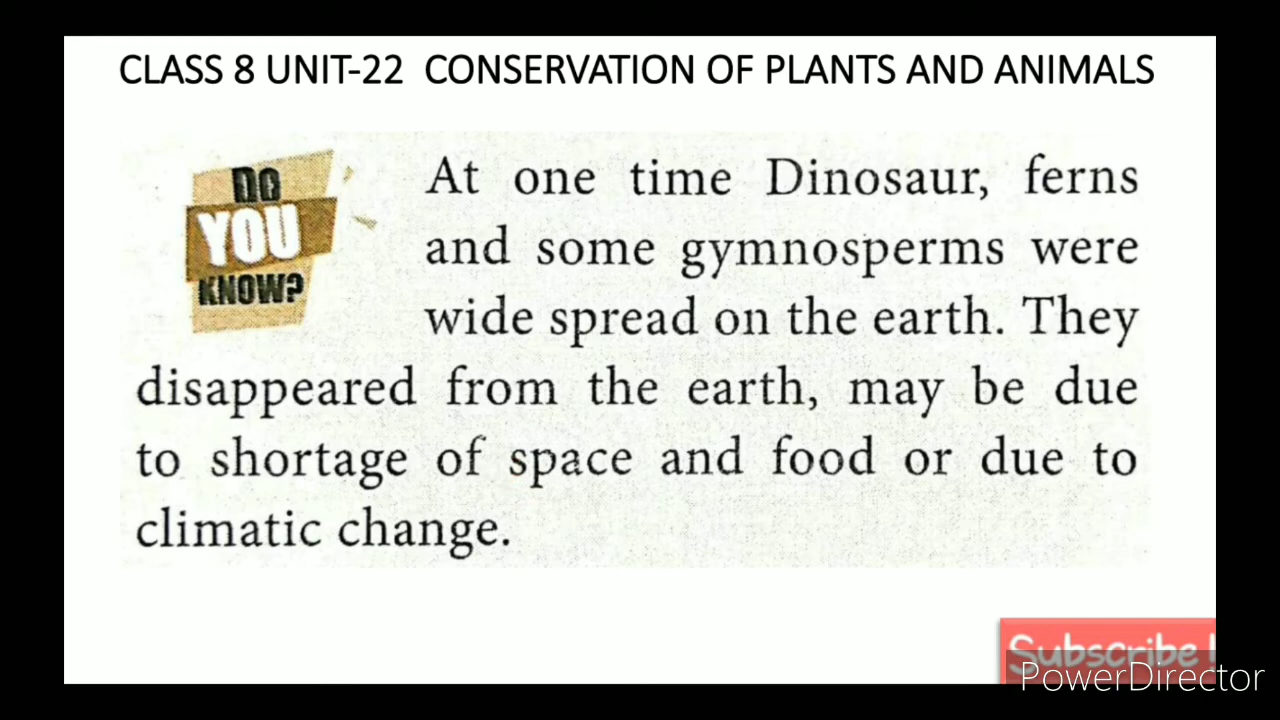 CLASS 8 UNIT-22 CONSERVATION OF PLANTS AND ANIMALS
DO
YOU
KNOW?
At one time Dinosaur, ferns
and some gymnosperms were
wide spread on the earth. They
disappeared from the earth, may be due
to shortage of space and food or due to
climatic change.
Subscribe !
PowerDirector